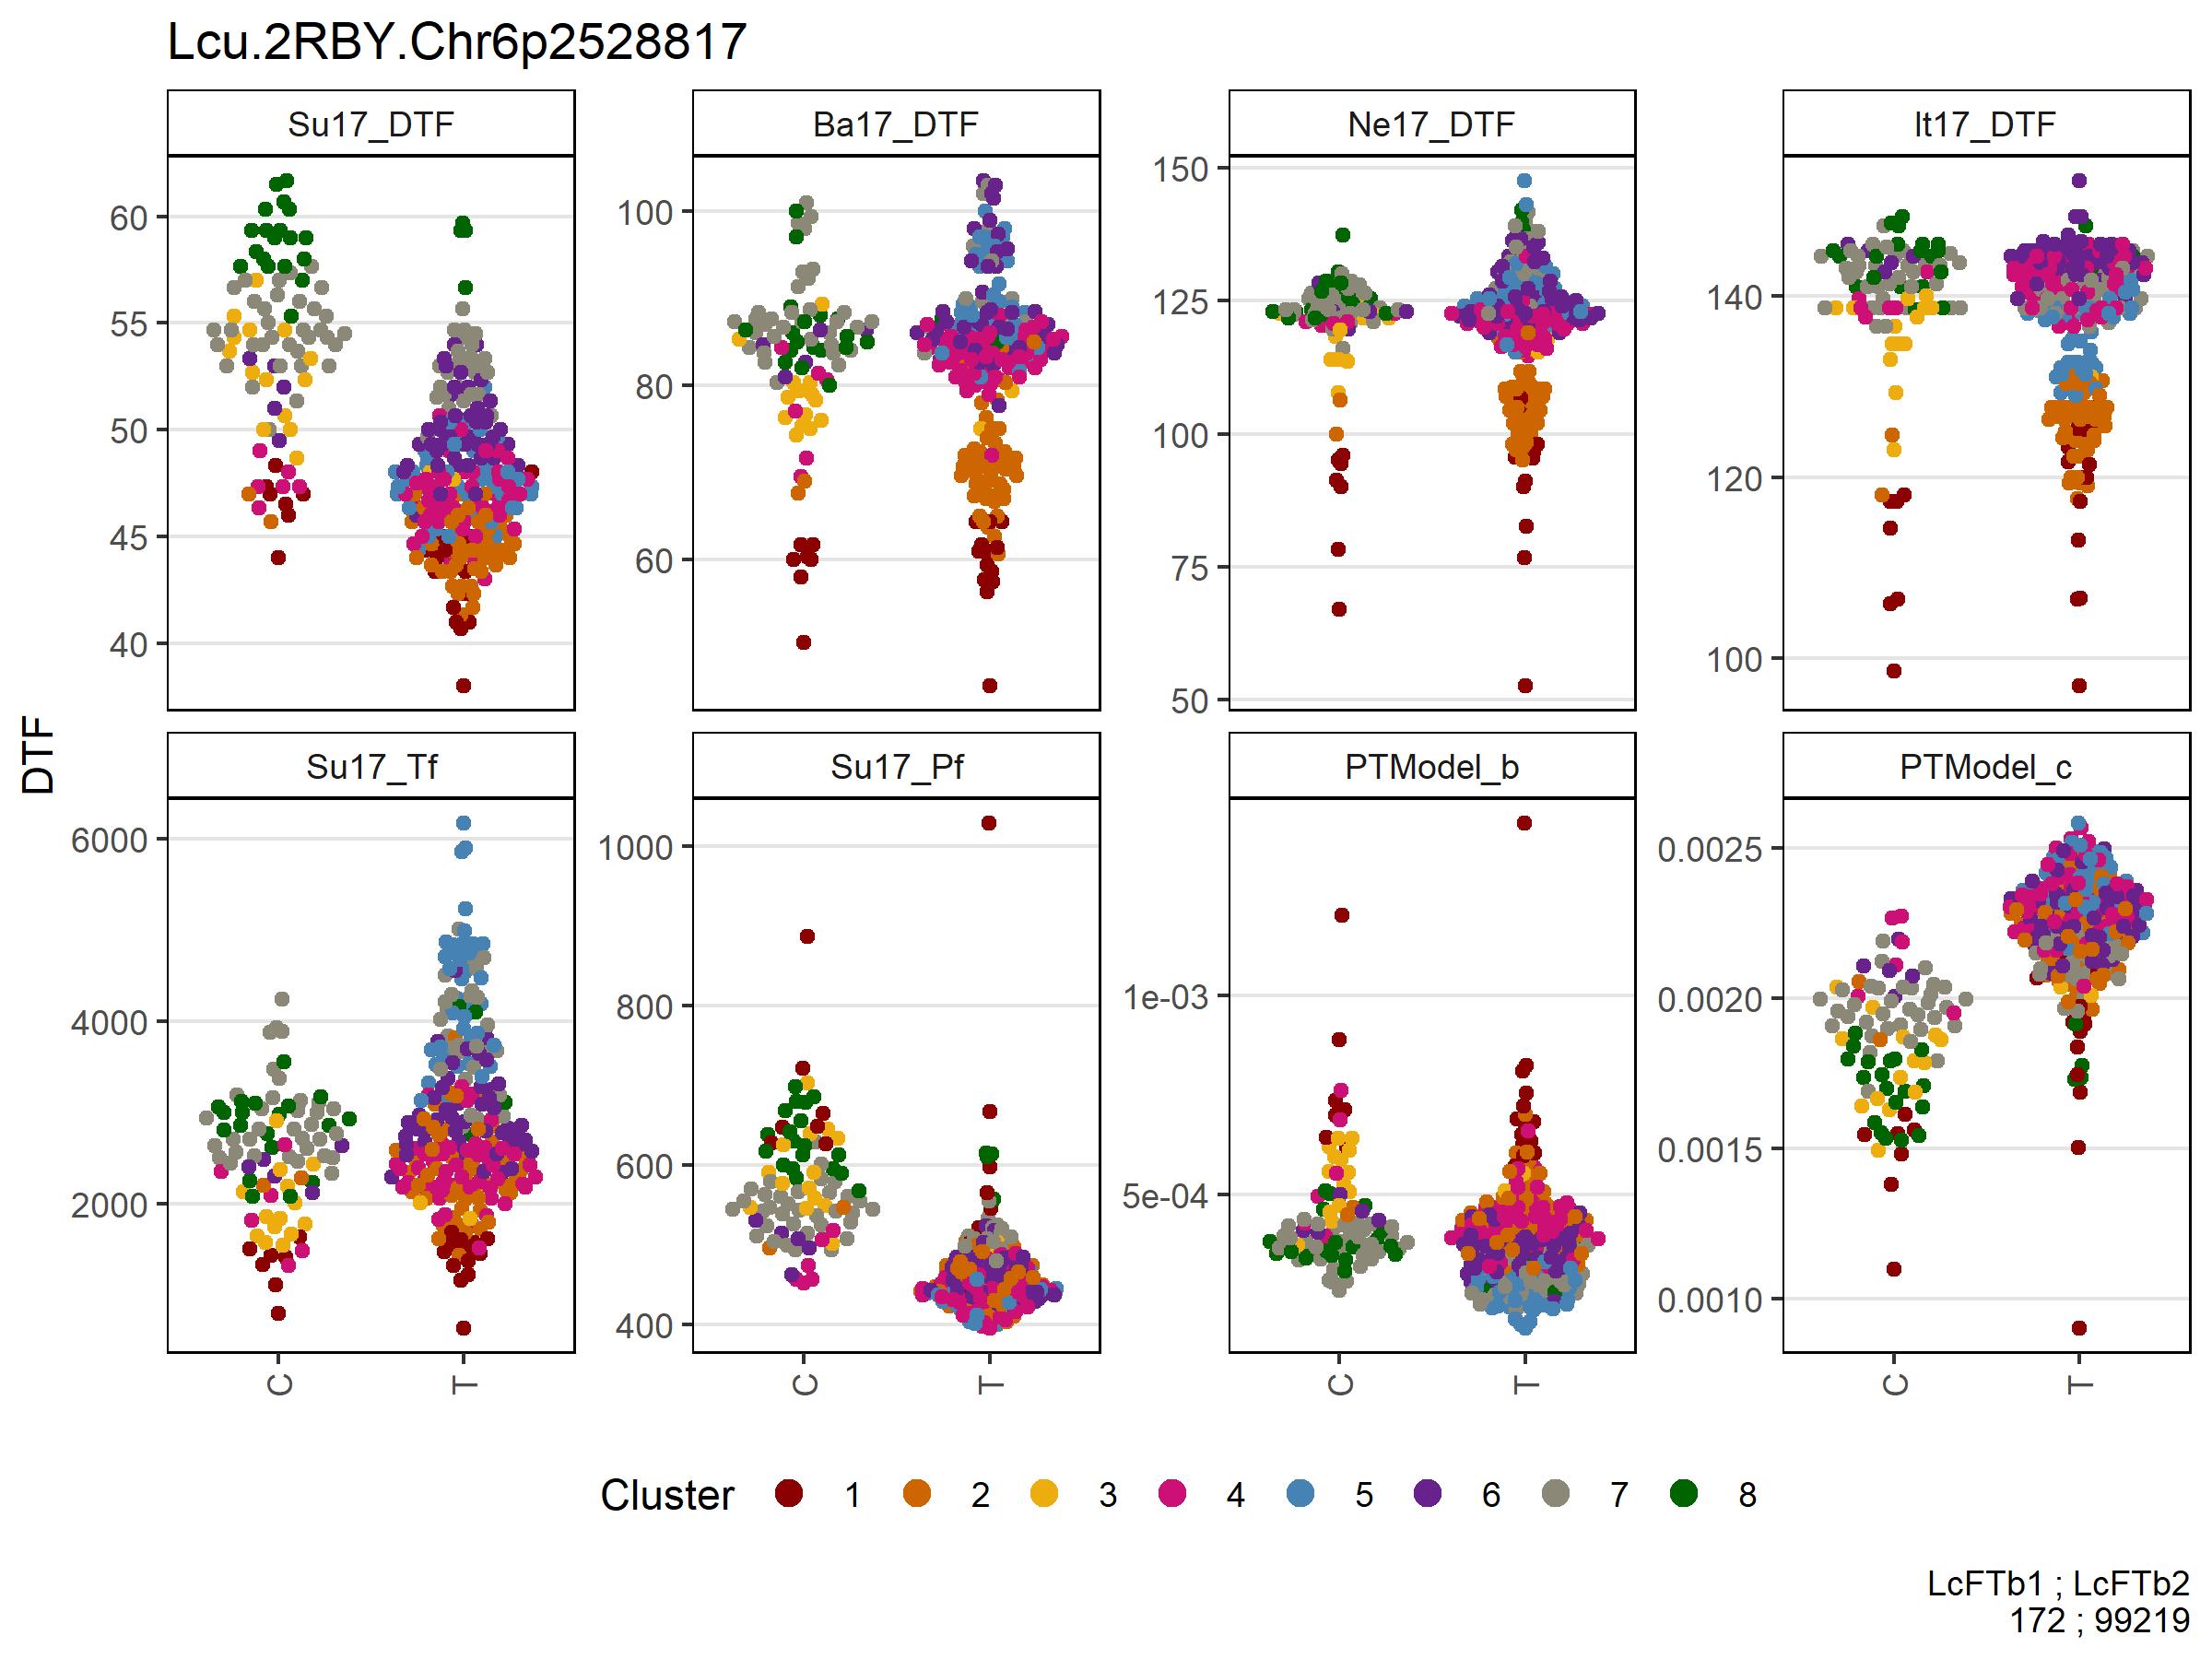 Lcu.2RBY.Chr6p2528817
Su17_DTF
Ba17_DTF
Ne17_DTF
It17_DTF
60
55
50
45
40
100
80
60
150
125
100
75
50
140
120
100
DTF
Su17_Tf
Su17_Pf
PTModel_b
PTModel_c
6000
4000
2000
1000
800
600
400
1e-03
5e-04
0.0025
0.0020
0.0015
0.0010
C T C T C T C T
Cluster 1 2 3 4 5 6 7 8
LcFTb1 ; LcFTb2
172 ; 99219